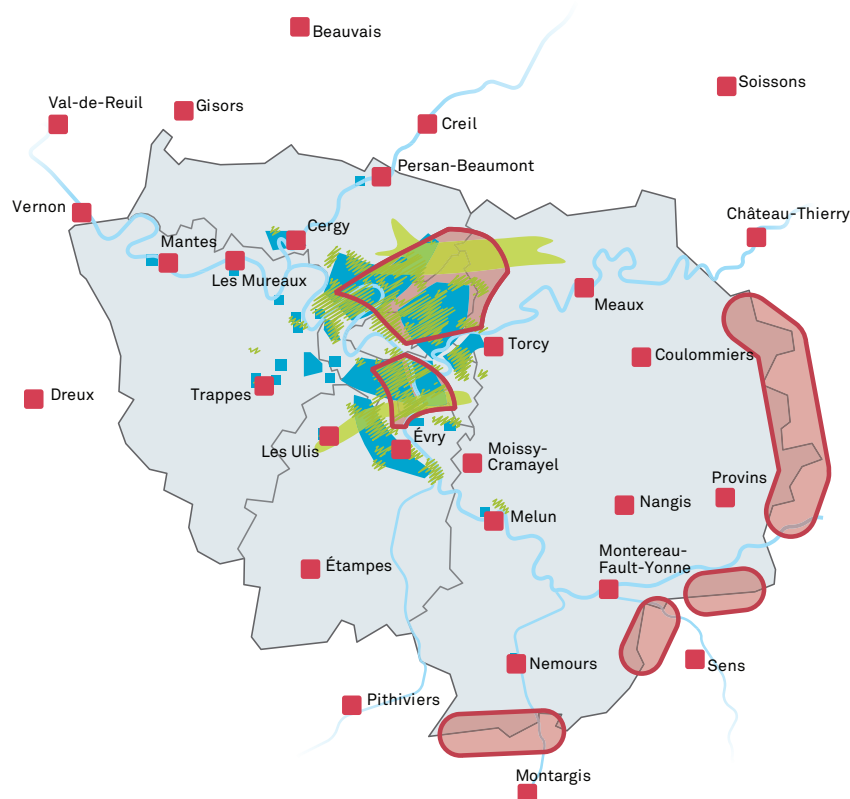 Beauvais
Soissons
Val-de-Reuil
Gisors
Creil
Persan-Beaumont
Vernon
Château-Thierry
Cergy
Mantes
Les Mureaux
Meaux
Torcy
Coulommiers
Dreux
Trappes
Les Ulis
Évry
Moissy-
Cramayel
Provins
Nangis
Melun
Montereau-
Fault-Yonne
Étampes
Nemours
Sens
Pithiviers
Montargis